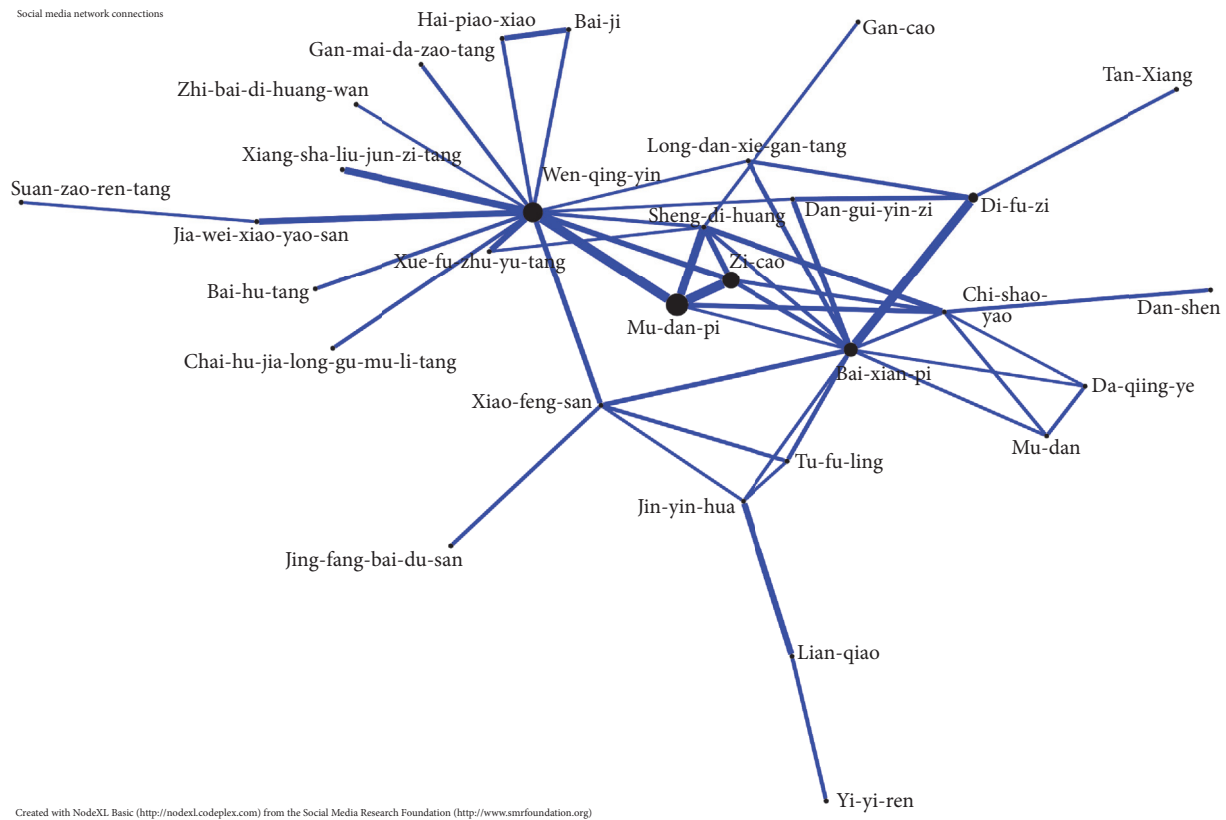 Social media network connections
Hai-piao-xiao
Bai-ji
Gan-cao
Gan-mai-da-zao-tang
Tan-Xiang
Zhi-bai-di-huang-wan
Long-dan-xie-gan-tang
Xiang-sha-liu-jun-zi-tang
Wen-qing-yin
Suan-zao-ren-tang
Di-fu-zi
Dan-gui-yin-zi
Sheng-di-huang
Jia-wei-xiao-yao-san
Xue-fu-zhu-yu-tang
Zi-cao
Bai-hu-tang
Chi-shao-
yao
Dan-shen
Mu-dan-pi
Chai-hu-jia-long-gu-mu-li-tang
Bai-xian-pi
Da-qiing-ye
Xiao-feng-san
Mu-dan
Tu-fu-ling
Jin-yin-hua
Jing-fang-bai-du-san
Lian-qiao
Yi-yi-ren
Created with NodeXL Basic (http://nodexl.codeplex.com) from the Social Media Research Foundation (http://www.smrfoundation.org)